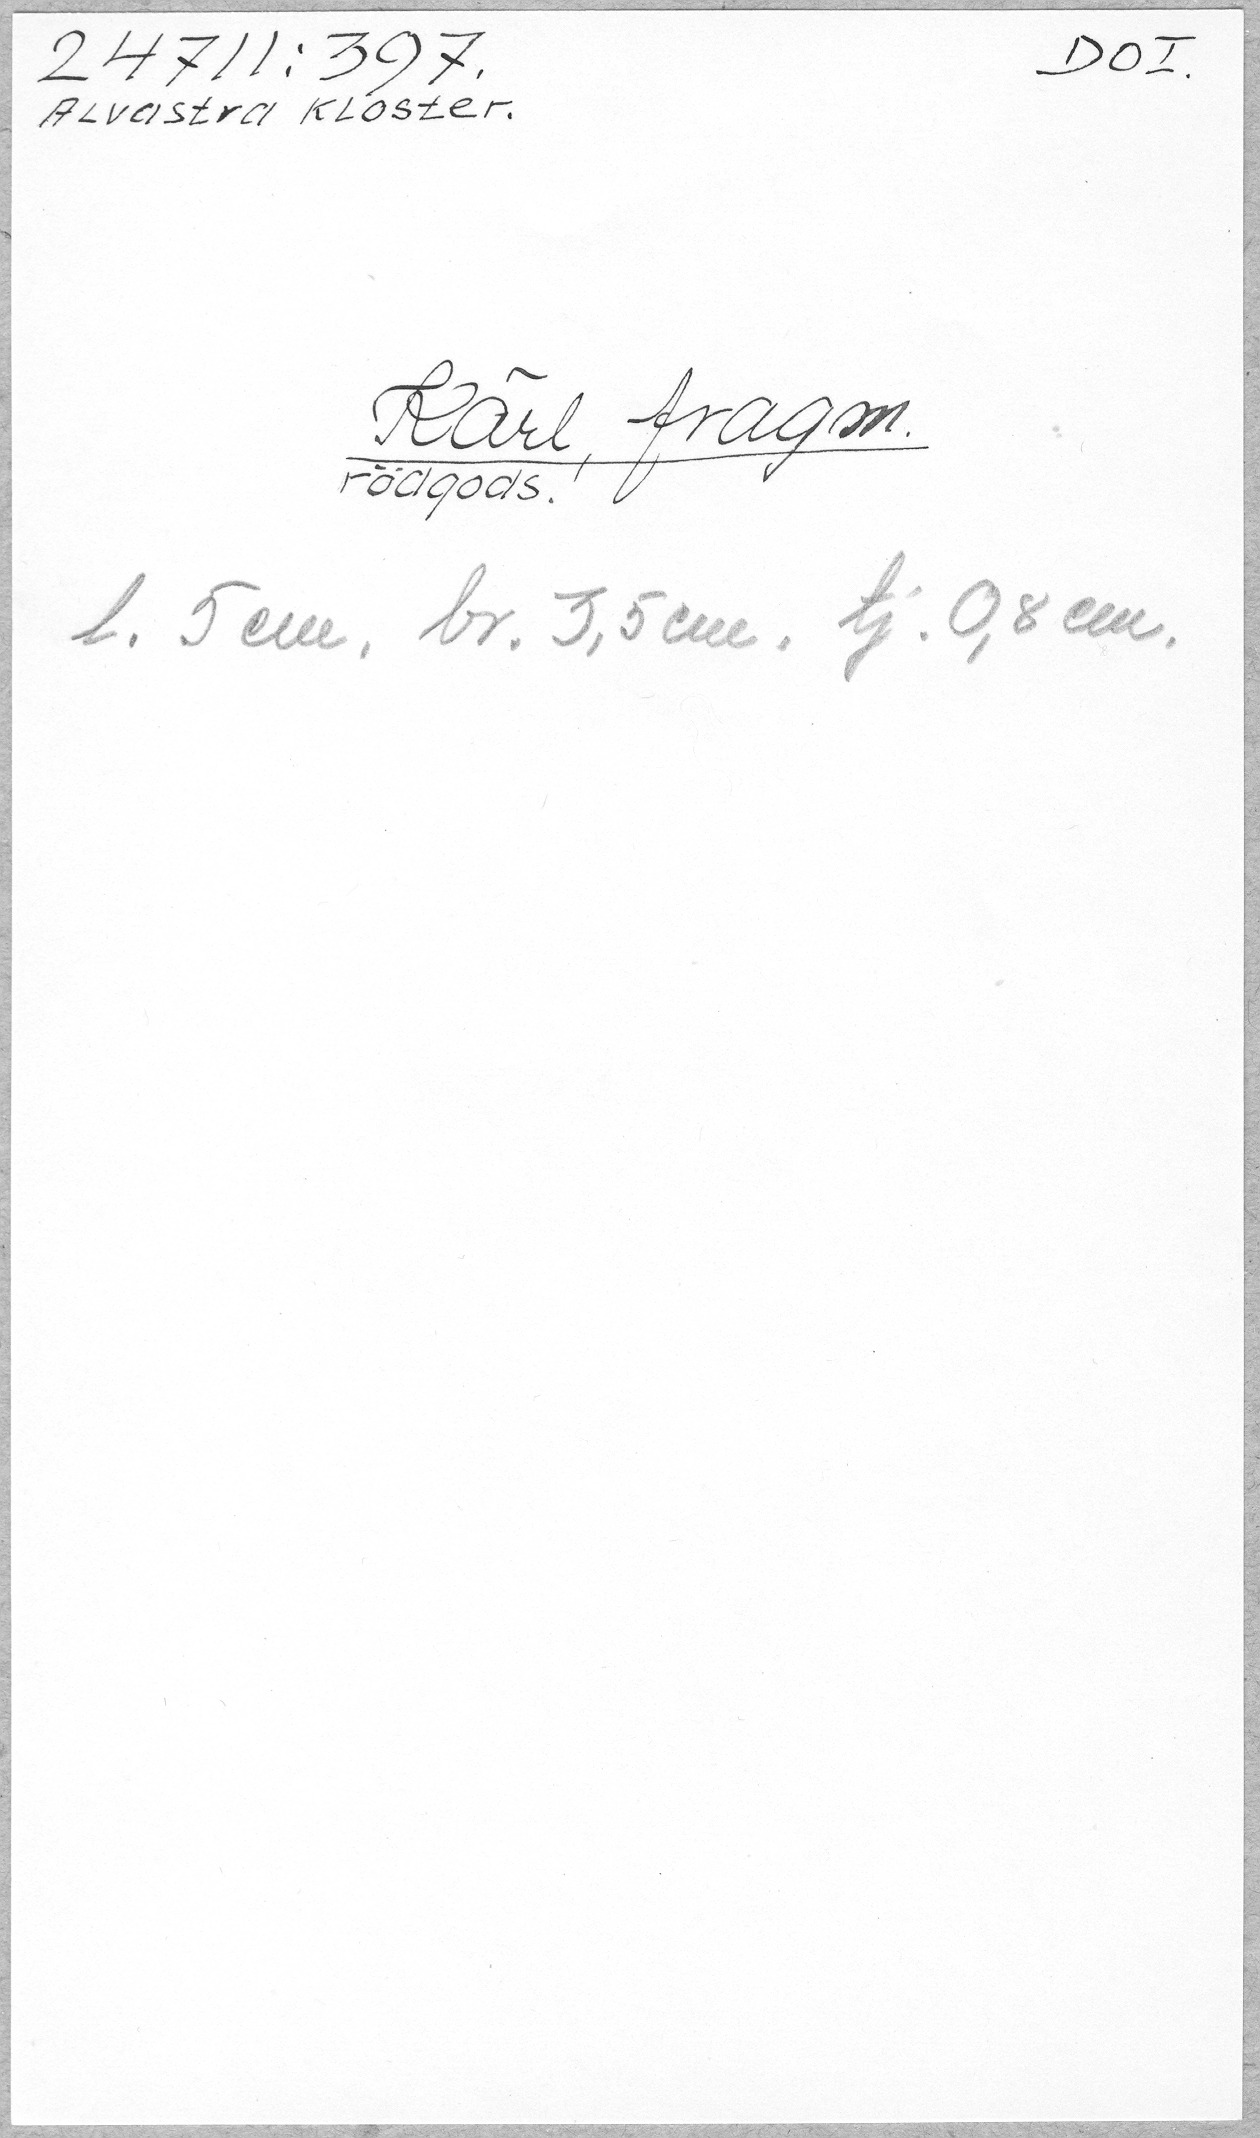 24711:397. DOI.
Alvastra kloster.
Kärl, fragm.
rödgods.
l. 5 cm. br. 3,5 cm. tj. 0,8 cm.